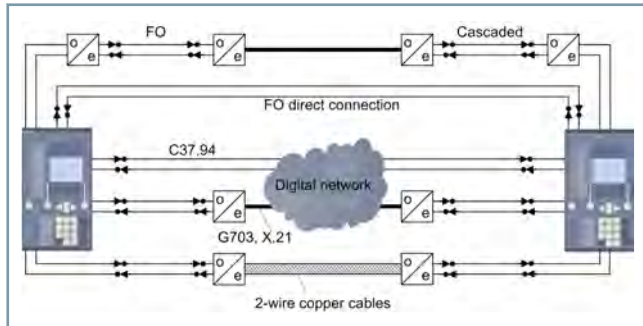 o
e
FO
o
e
o
e
Cascaded
o
e
FO direct connection
C37.94
Digital network
o
e
o
e
G703, X.21
o
e
o
e
2-wire copper cables